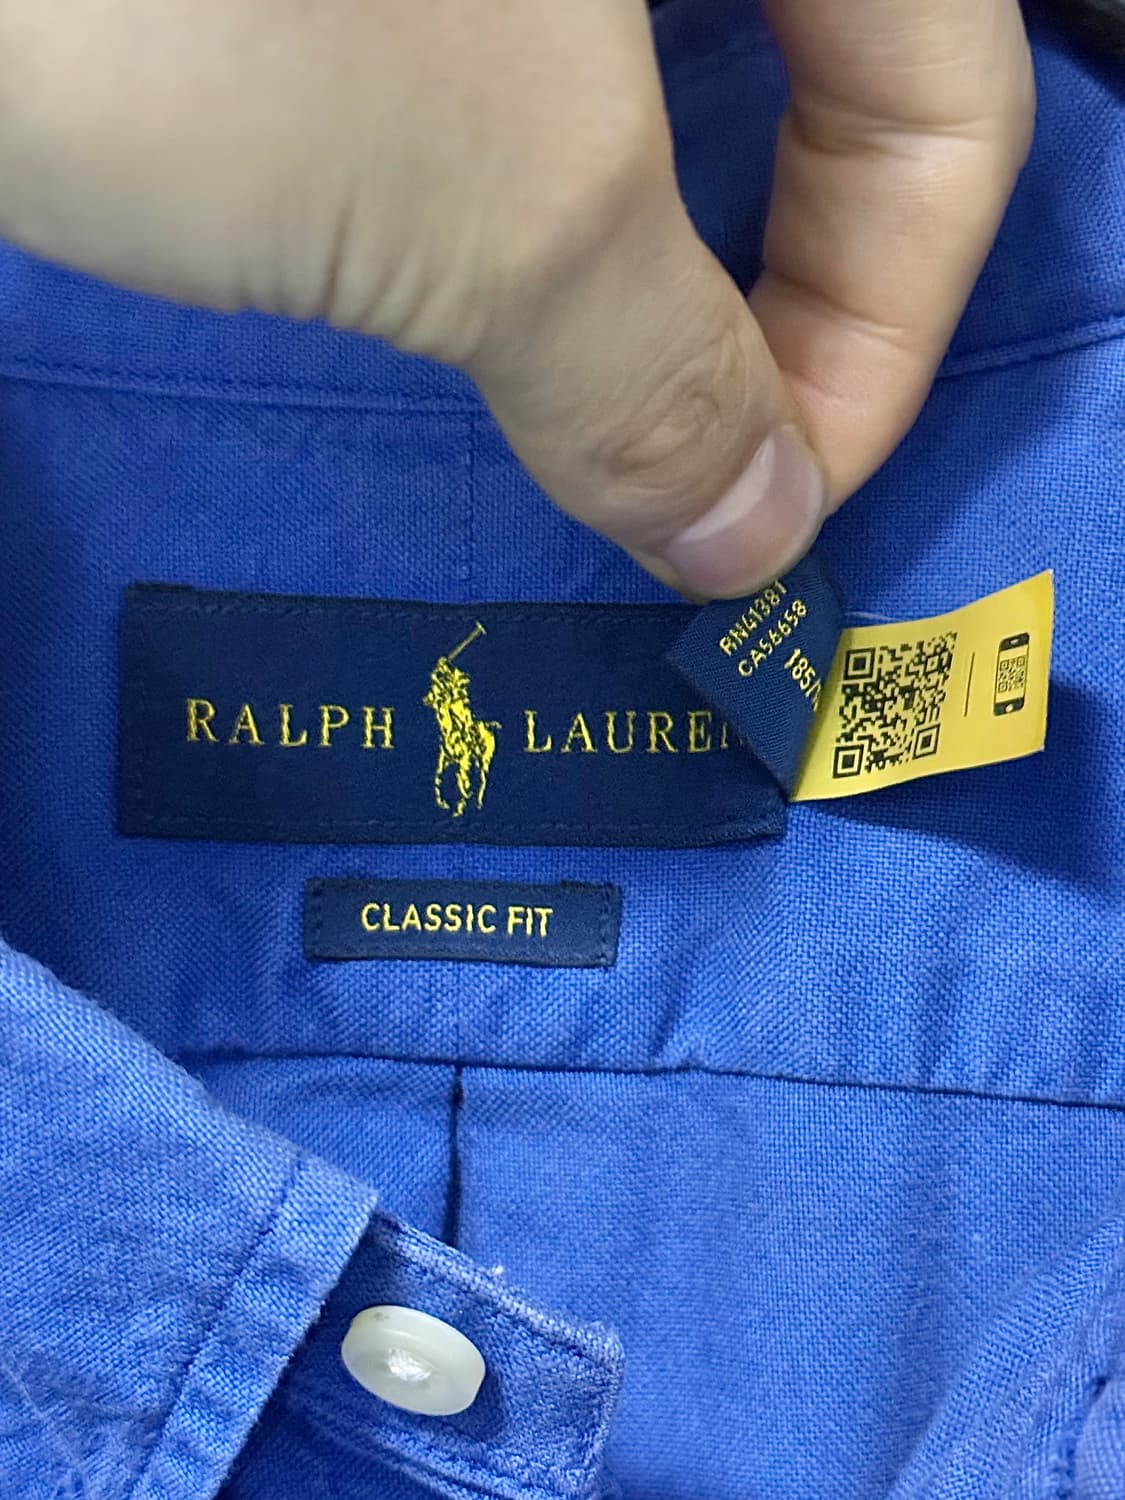 RALPH LAUREN
CLASSIC FIT
RN41381
CA56658